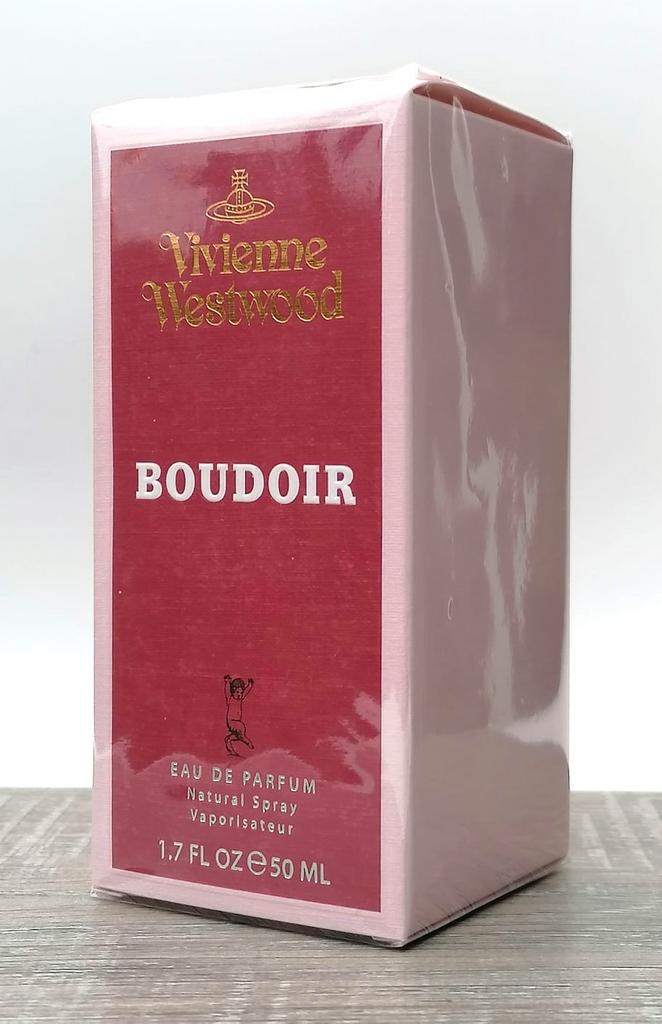 Vivienne
Westwood
BOUDOIR
EAU DE PARFUM
Natural Spray
Vaporisateur
1.7 FL OZ ℮ 50 ML